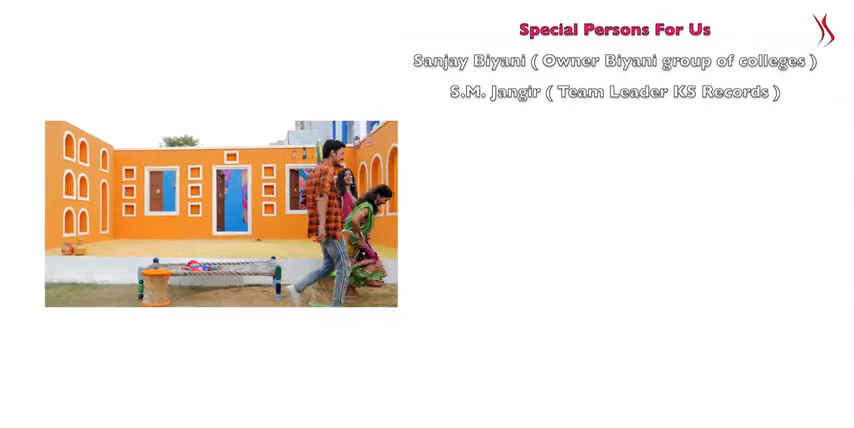 Special Persons For Us
Sanjay Biyani ( Owner Biyani group of colleges )
S.M. Jangir ( Team Leader KS Records )